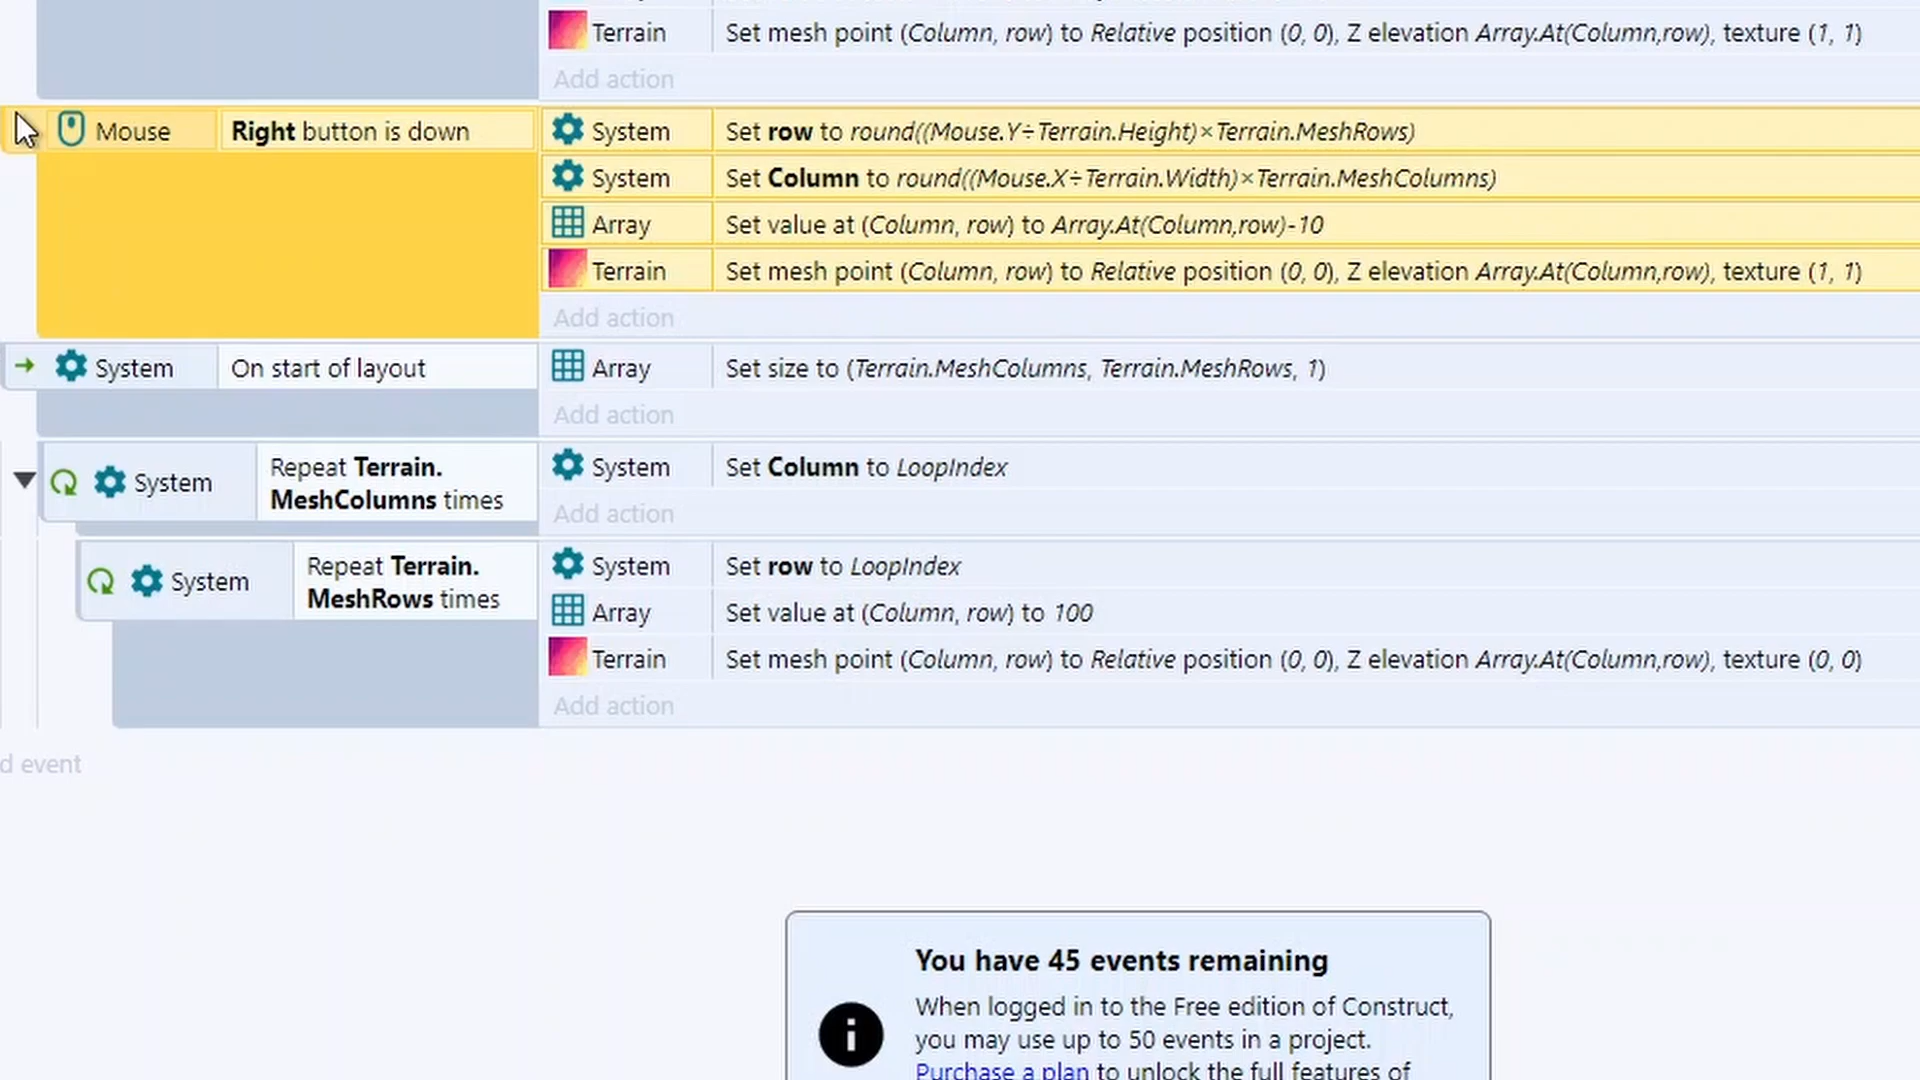 Terrain Set mesh point (Column, row) to Relative position (0, 0), Z elevation Array.At(Column,row), texture (1, 1)
Add action
Mouse Right button is down System Set row to round((Mouse.Y÷Terrain.Height)×Terrain.MeshRows)
System Set Column to round((Mouse.X÷Terrain.Width)×Terrain.MeshColumns)
Array Set value at (Column, row) to Array.At(Column,row)-10
Terrain Set mesh point (Column, row) to Relative position (0, 0), Z elevation Array.At(Column,row), texture (1, 1)
Add action
System On start of layout Array Set size to (Terrain.MeshColumns, Terrain.MeshRows, 1)
Add action
System Repeat Terrain.
MeshColumns times
System Set Column to LoopIndex
Add action
System Repeat Terrain.
MeshRows times
System Set row to LoopIndex
Array Set value at (Column, row) to 100
Terrain Set mesh point (Column, row) to Relative position (0, 0), Z elevation Array.At(Column,row), texture (0, 0)
Add action
d event
You have 45 events remaining
When logged in to the Free edition of Construct,
you may use up to 50 events in a project.
Purchase a plan to unlock the full features of